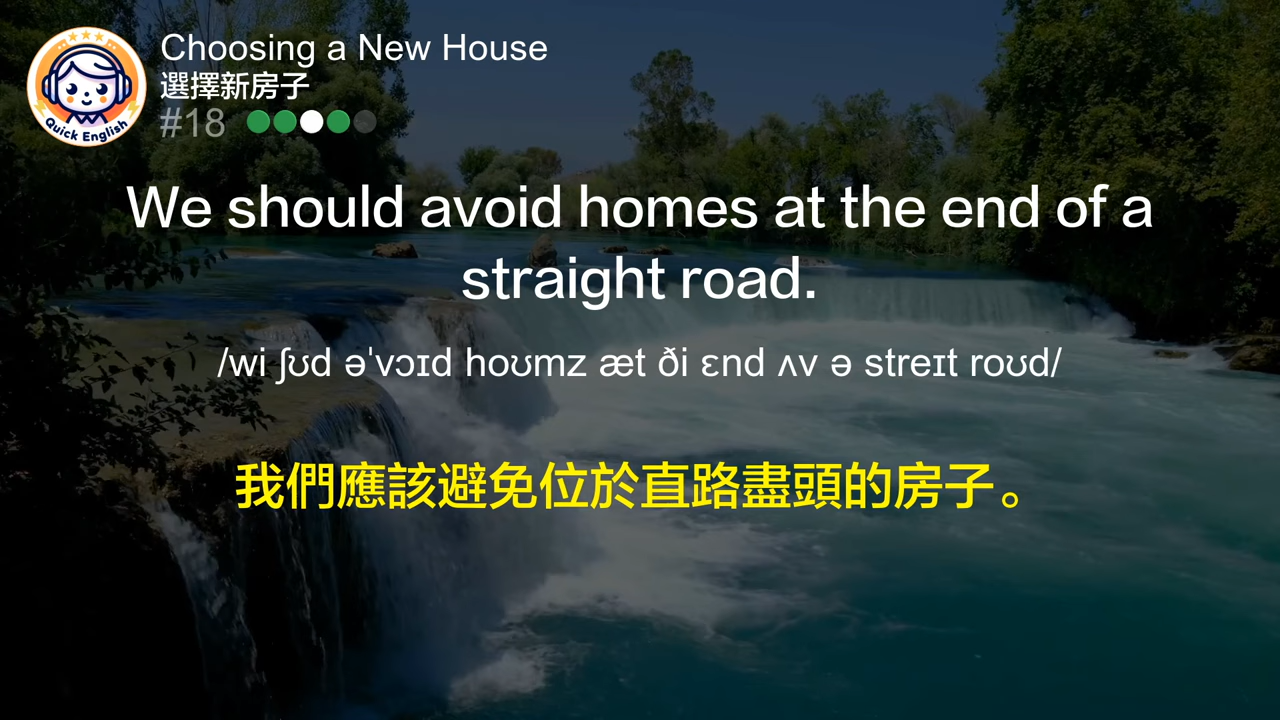 Quick English
Choosing a New House
選擇新房子
#18
We should avoid homes at the end of a
straight road.
/wi ʃʊd əˈvɔɪd hoʊmz æt ði ɛnd ʌv ə streɪt roʊd/
我們應該避免位於直路盡頭的房子。